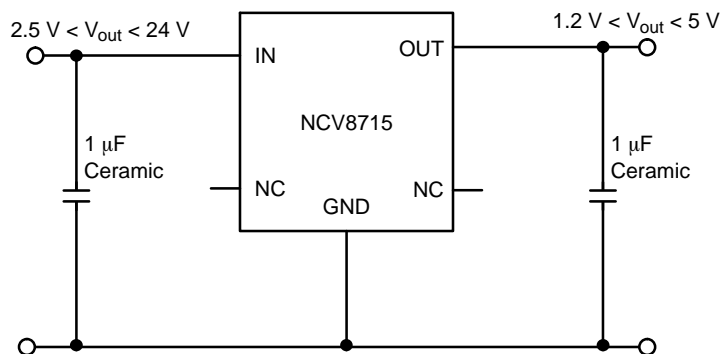 2.5 V < Vout < 24 V
1.2 V < Vout < 5 V
IN
OUT
NCV8715
1 μF
Ceramic
1 μF
Ceramic
NC
NC
GND